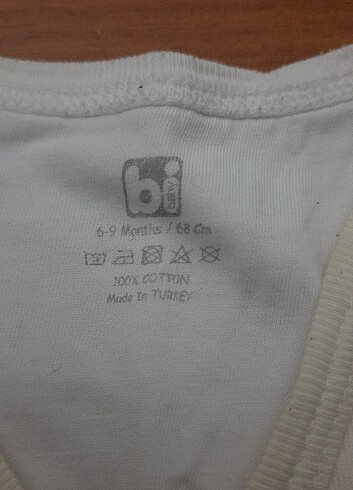 bi
baby
6-9 Months / 68 Cm
100% COTTON
Made In TURKEY